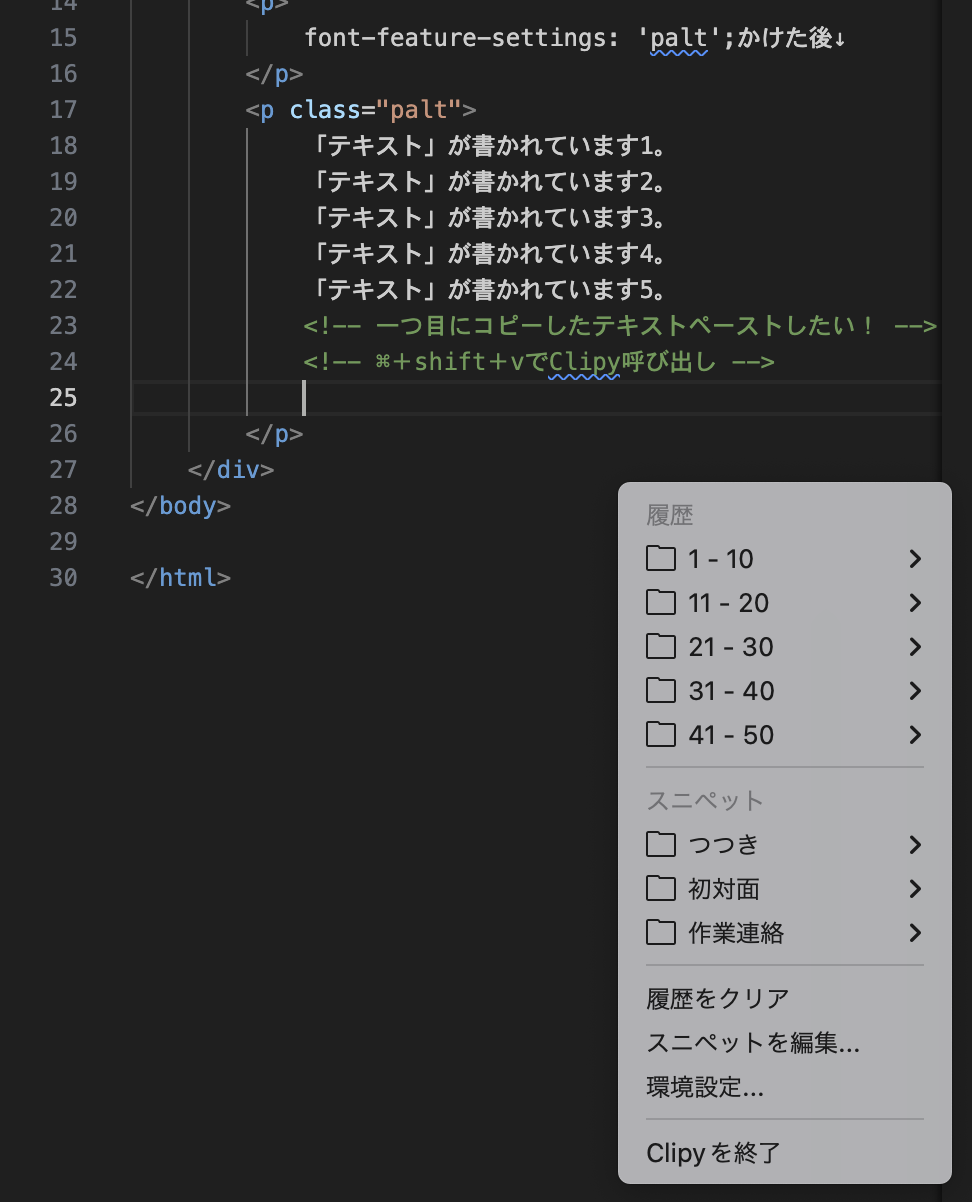 14 <p>
15 font-feature-settings: 'palt';かけた後↓
16 </p>
17 <p class="palt">
18 「テキスト」が書かれています1。
19 「テキスト」が書かれています2。
20 「テキスト」が書かれています3。
21 「テキスト」が書かれています4。
22 「テキスト」が書かれています5。
23 <!-- 一つ目にコピーしたテキストペーストしたい！ -->
24 <!-- ⌘＋shift＋vでClipy呼び出し -->
25
26 </p>
27 </div>
28 </body>
29
30 </html>
履歴
1 - 10
11 - 20
21 - 30
31 - 40
41 - 50
スニペット
つつき
初対面
作業連絡
履歴をクリア
スニペットを編集...
環境設定...
Clipyを終了